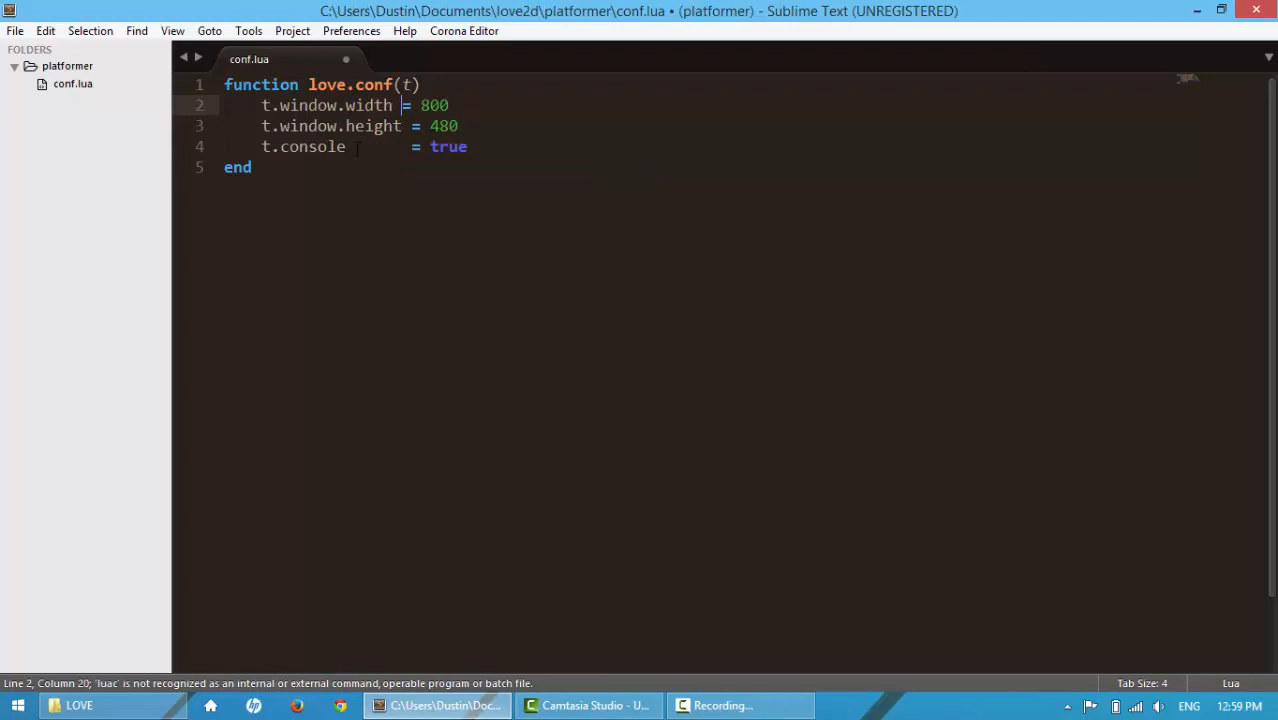 C:\Users\Dustin\Documents\love2d\platformer\conf.lua • (platformer) - Sublime Text (UNREGISTERED)
File Edit Selection Find View Goto Tools Project Preferences Help Corona Editor
FOLDERS
platformer
conf.lua
conf.lua
1 function love.conf(t)
2 t.window.width = 800
3 t.window.height = 480
4 t.console = true
5 end
Line 2, Column 20; 'luac' is not recognized as an internal or external command, operable program or batch file.
Tab Size: 4
Lua
LOVE
C:\Users\Dustin\Doc...
Camtasia Studio - U...
Recording...
ENG
12:59 PM